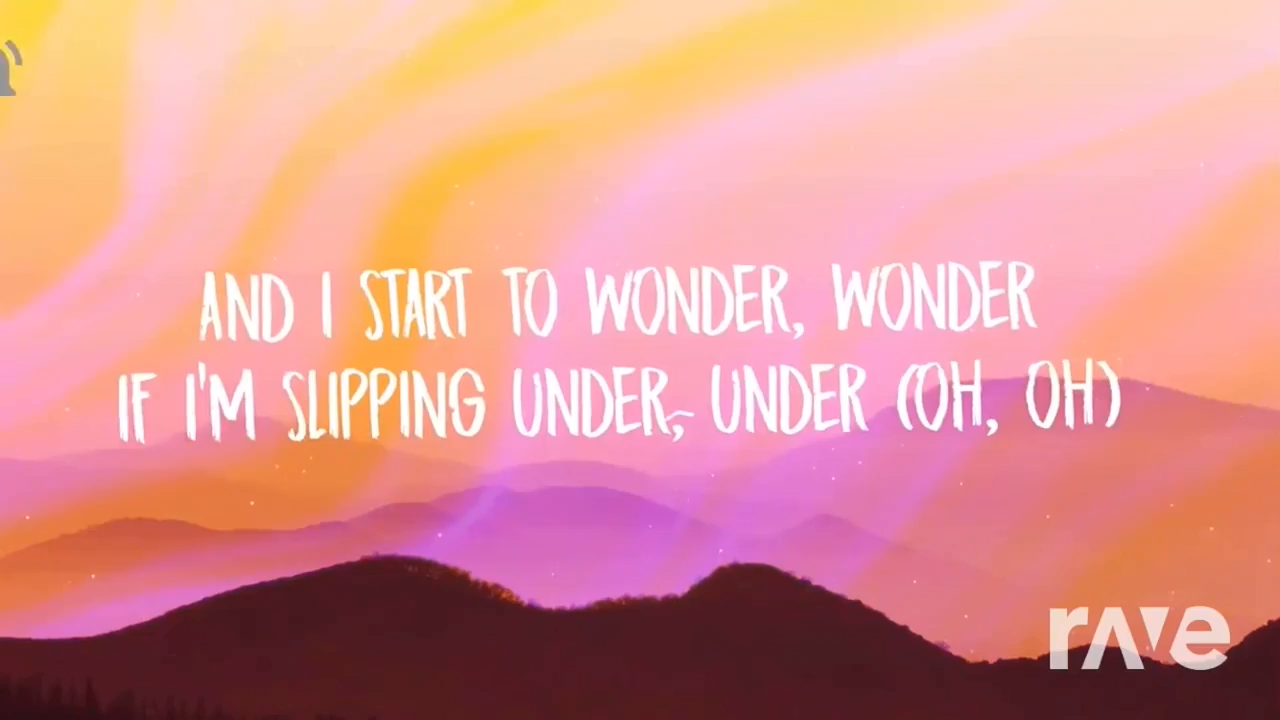 AND I START TO WONDER, WONDER
IF I'M SLIPPING UNDER, UNDER (OH, OH)
rave